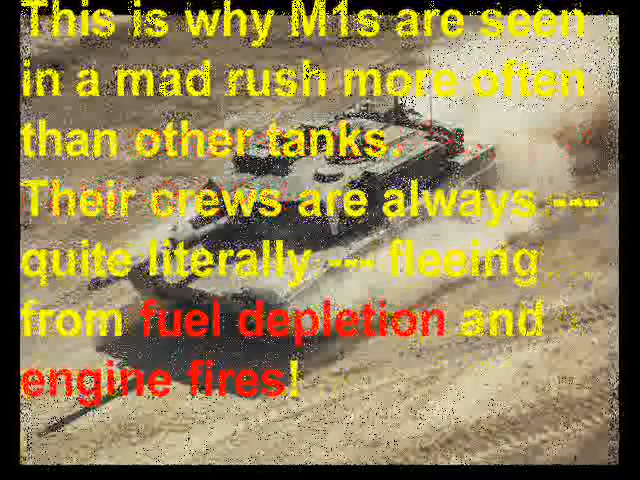 This is why M1s are seen
in a mad rush more often
than other tanks.
Their crews are always ---
quite literally --- fleeing
from fuel depletion and
engine fires!